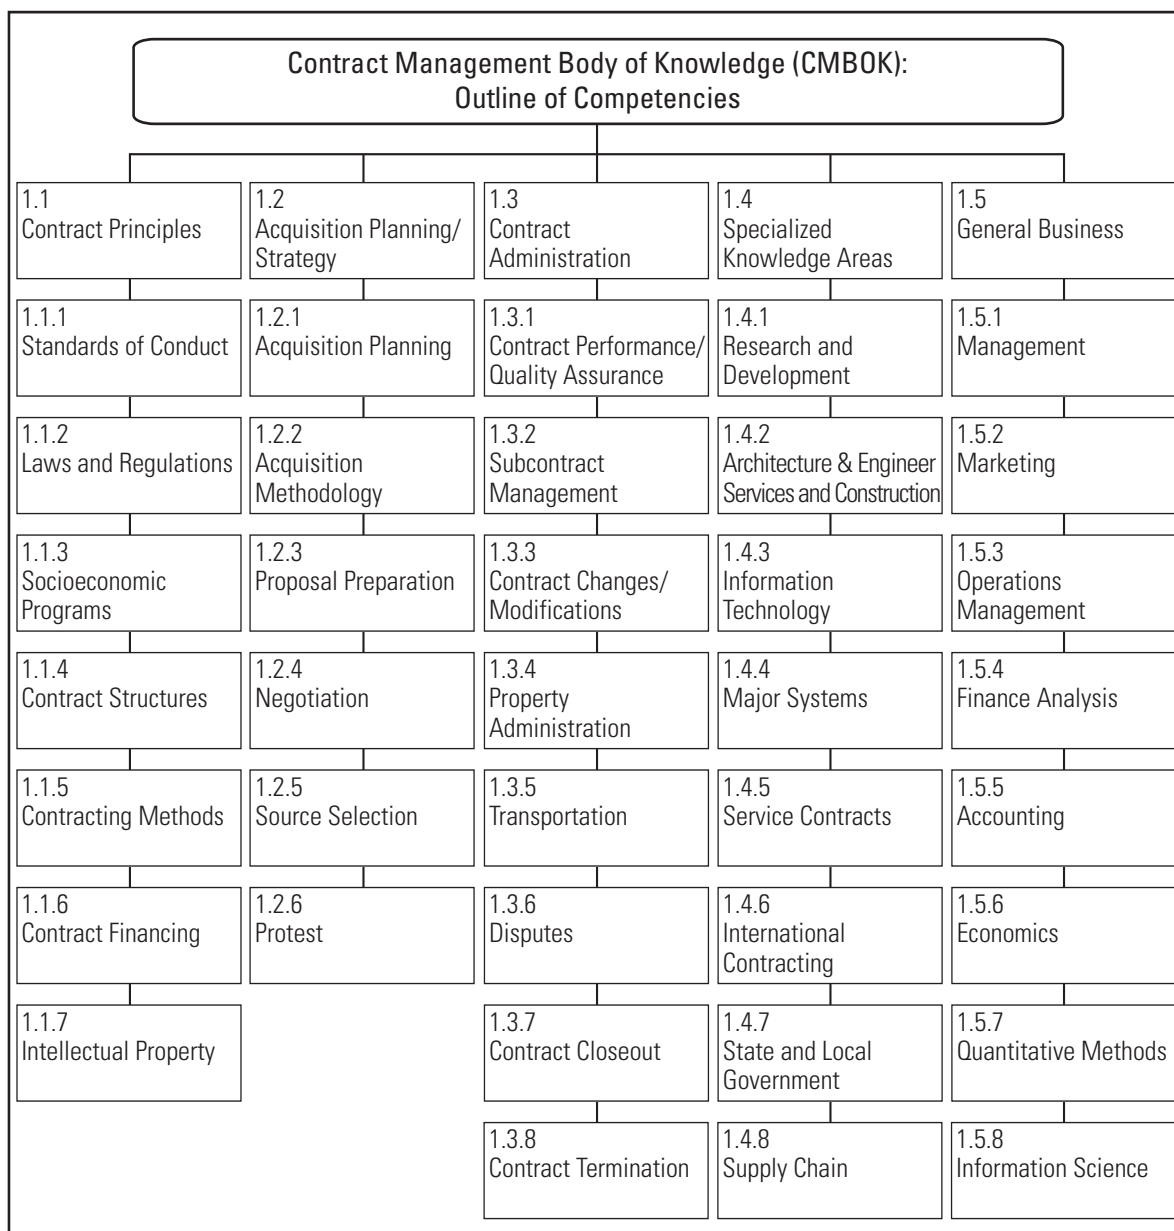 Contract Management Body of Knowledge (CMBOK):
Outline of Competencies
1.1
Contract Principles
1.1.1
Standards of Conduct
1.1.2
Laws and Regulations
1.1.3
Socioeconomic
Programs
1.1.4
Contract Structures
1.1.5
Contracting Methods
1.1.6
Contract Financing
1.1.7
Intellectual Property
1.2
Acquisition Planning/
Strategy
1.2.1
Acquisition Planning
1.2.2
Acquisition
Methodology
1.2.3
Proposal Preparation
1.2.4
Negotiation
1.2.5
Source Selection
1.2.6
Protest
1.3
Contract
Administration
1.3.1
Contract Performance/
Quality Assurance
1.3.2
Subcontract
Management
1.3.3
Contract Changes/
Modifications
1.3.4
Property
Administration
1.3.5
Transportation
1.3.6
Disputes
1.3.7
Contract Closeout
1.3.8
Contract Termination
1.4
Specialized
Knowledge Areas
1.4.1
Research and
Development
1.4.2
Architecture & Engineer
Services and Construction
1.4.3
Information
Technology
1.4.4
Major Systems
1.4.5
Service Contracts
1.4.6
International
Contracting
1.4.7
State and Local
Government
1.4.8
Supply Chain
1.5
General Business
1.5.1
Management
1.5.2
Marketing
1.5.3
Operations
Management
1.5.4
Finance Analysis
1.5.5
Accounting
1.5.6
Economics
1.5.7
Quantitative Methods
1.5.8
Information Science